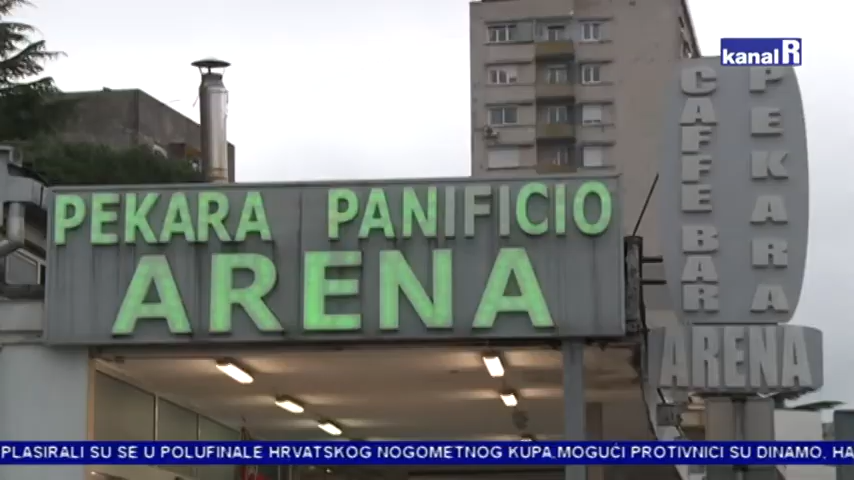 kanal R
PEKARA PANIFICIO
ARENA
CAFFE BAR
PEKARA
ARENA
PLASIRALI SU SE U POLUFINALE HRVATSKOG NOGOMETNOG KUPA.MOGUĆI PROTIVNICI SU DINAMO, HA